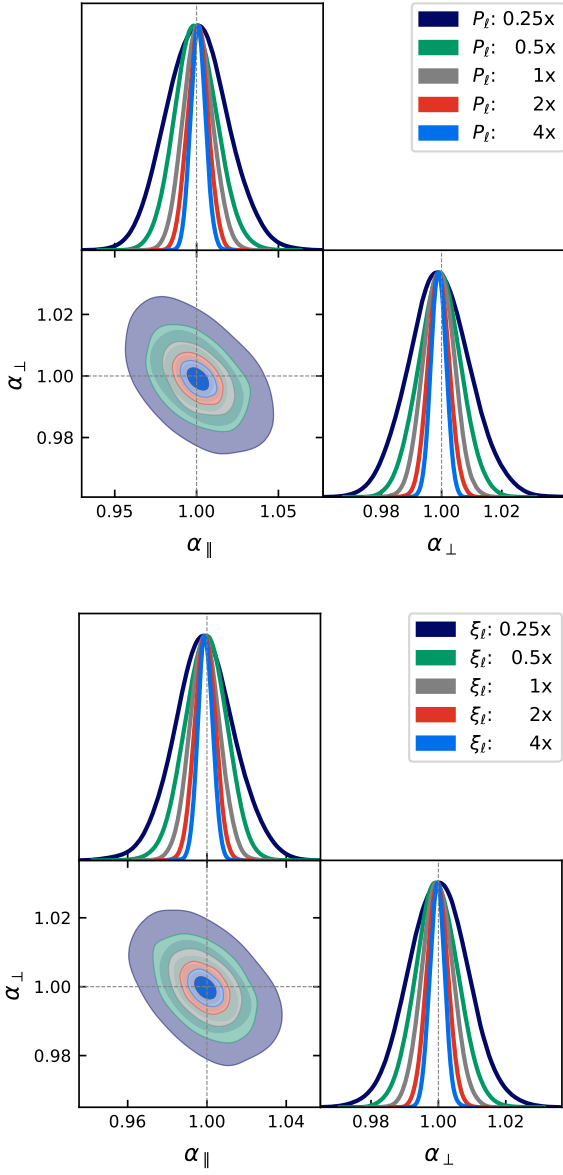 P_ℓ: 0.25x
P_ℓ: 0.5x
P_ℓ: 1x
P_ℓ: 2x
P_ℓ: 4x
1.02
1.00
0.98
α_⊥
0.95 1.00 1.05
α_∥
0.98 1.00 1.02
α_⊥
ξ_ℓ: 0.25x
ξ_ℓ: 0.5x
ξ_ℓ: 1x
ξ_ℓ: 2x
ξ_ℓ: 4x
1.02
1.00
0.98
α_⊥
0.96 1.00 1.04
α_∥
0.98 1.00 1.02
α_⊥